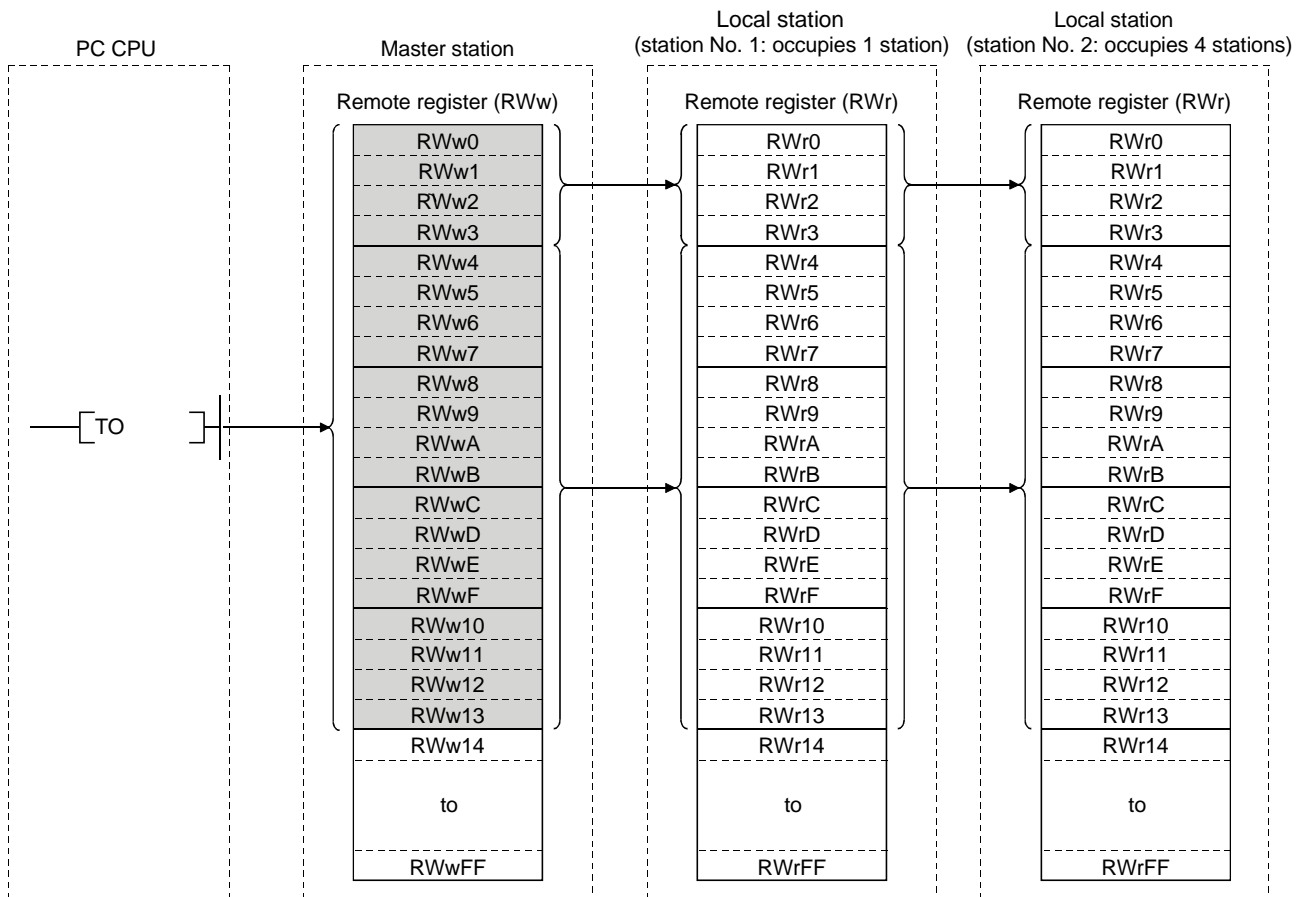 PC CPU
Master station
Local station
(station No. 1: occupies 1 station)
Local station
(station No. 2: occupies 4 stations)
TO
Remote register (RWw)
RWw0
RWw1
RWw2
RWw3
RWw4
RWw5
RWw6
RWw7
RWw8
RWw9
RWwA
RWwB
RWwC
RWwD
RWwE
RWwF
RWw10
RWw11
RWw12
RWw13
RWw14
to
RWwFF
Remote register (RWr)
RWr0
RWr1
RWr2
RWr3
RWr4
RWr5
RWr6
RWr7
RWr8
RWr9
RWrA
RWrB
RWrC
RWrD
RWrE
RWrF
RWr10
RWr11
RWr12
RWr13
RWr14
to
RWrFF
Remote register (RWr)
RWr0
RWr1
RWr2
RWr3
RWr4
RWr5
RWr6
RWr7
RWr8
RWr9
RWrA
RWrB
RWrC
RWrD
RWrE
RWrF
RWr10
RWr11
RWr12
RWr13
RWr14
to
RWrFF